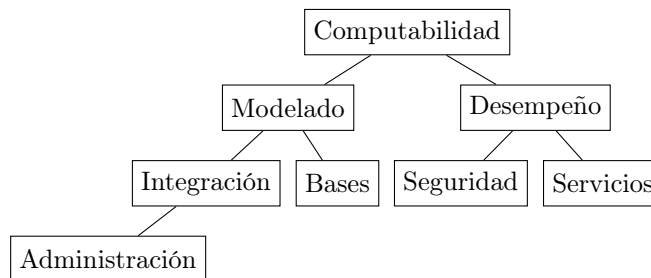 Computabilidad
Modelado
Desempeño
Integración
Bases
Seguridad
Servicios
Administración